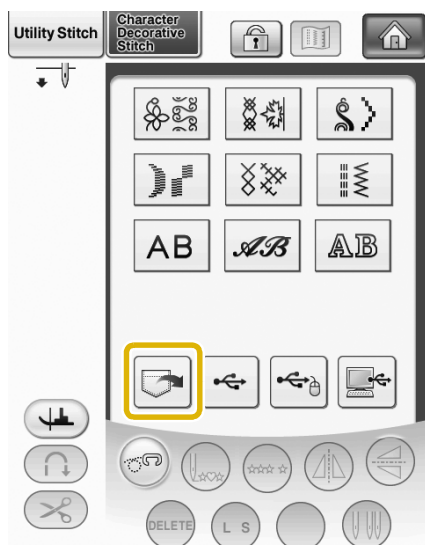 Utility Stitch
Character
Decorative
Stitch
AB
AB
AB
DELETE
L S